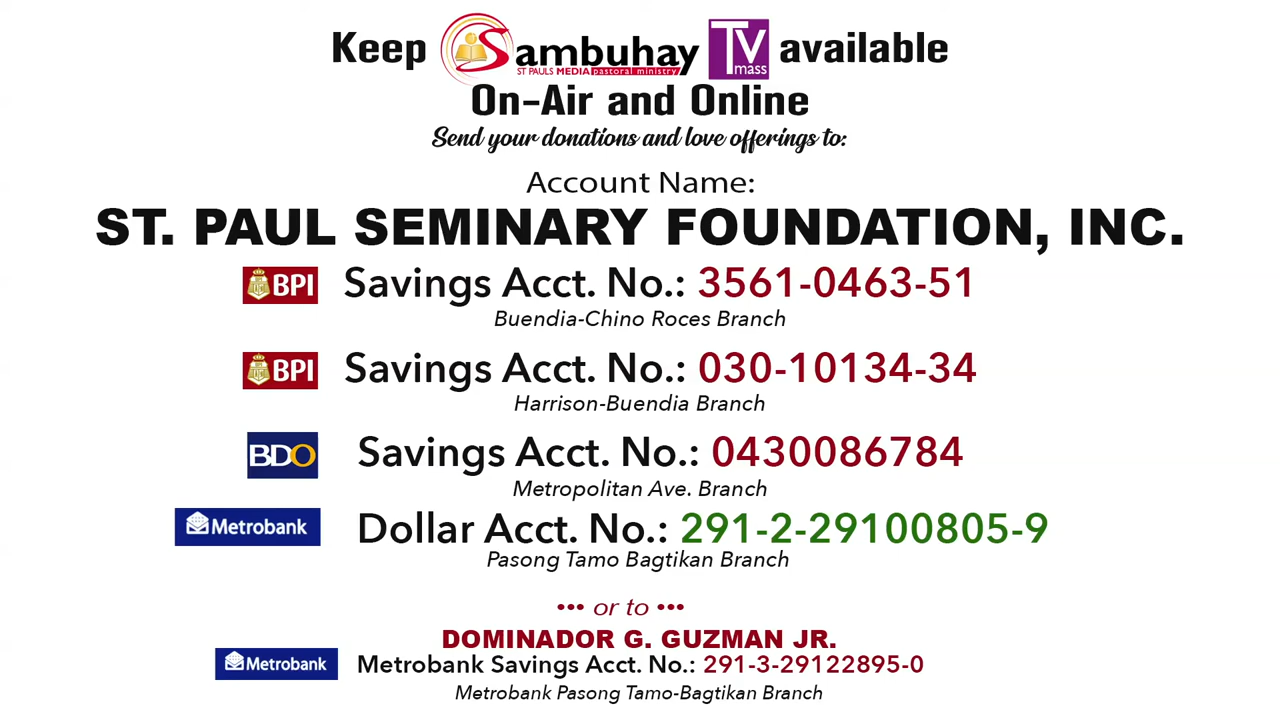 Keep Sambuhay TV mass available
ST PAULS MEDIA pastoral ministry
On-Air and Online
Send your donations and love offerings to:
Account Name:
ST. PAUL SEMINARY FOUNDATION, INC.
BPI Savings Acct. No.: 3561-0463-51
Buendia-Chino Roces Branch
BPI Savings Acct. No.: 030-10134-34
Harrison-Buendia Branch
BDO Savings Acct. No.: 0430086784
Metropolitan Ave. Branch
Metrobank Dollar Acct. No.: 291-2-29100805-9
Pasong Tamo Bagtikan Branch
••• or to •••
DOMINADOR G. GUZMAN JR.
Metrobank Metrobank Savings Acct. No.: 291-3-29122895-0
Metrobank Pasong Tamo-Bagtikan Branch